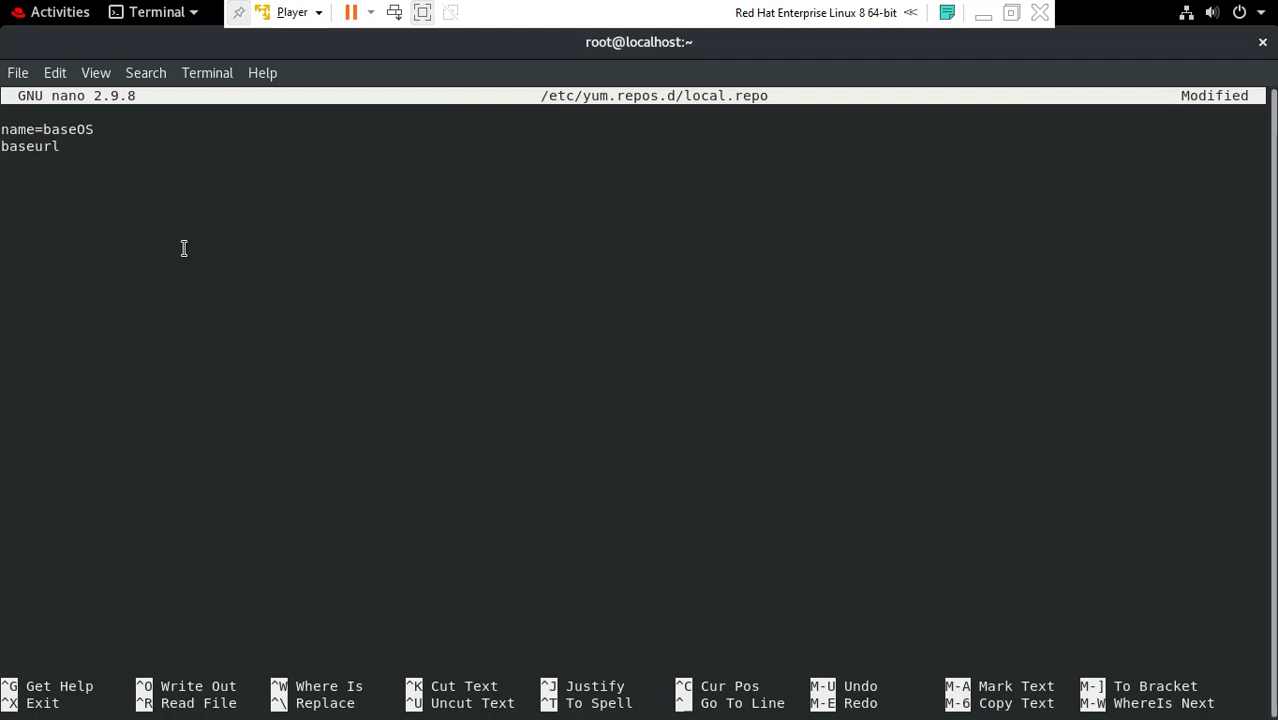 Activities Terminal Player Red Hat Enterprise Linux 8 64-bit
root@localhost:~
File Edit View Search Terminal Help
GNU nano 2.9.8 /etc/yum.repos.d/local.repo Modified
name=baseOS
baseurl
^G Get Help ^O Write Out ^W Where Is ^K Cut Text ^J Justify ^C Cur Pos M-U Undo M-A Mark Text M-] To Bracket
^X Exit ^R Read File ^\ Replace ^U Uncut Text ^T To Spell ^_ Go To Line M-E Redo M-6 Copy Text M-W WhereIs Next